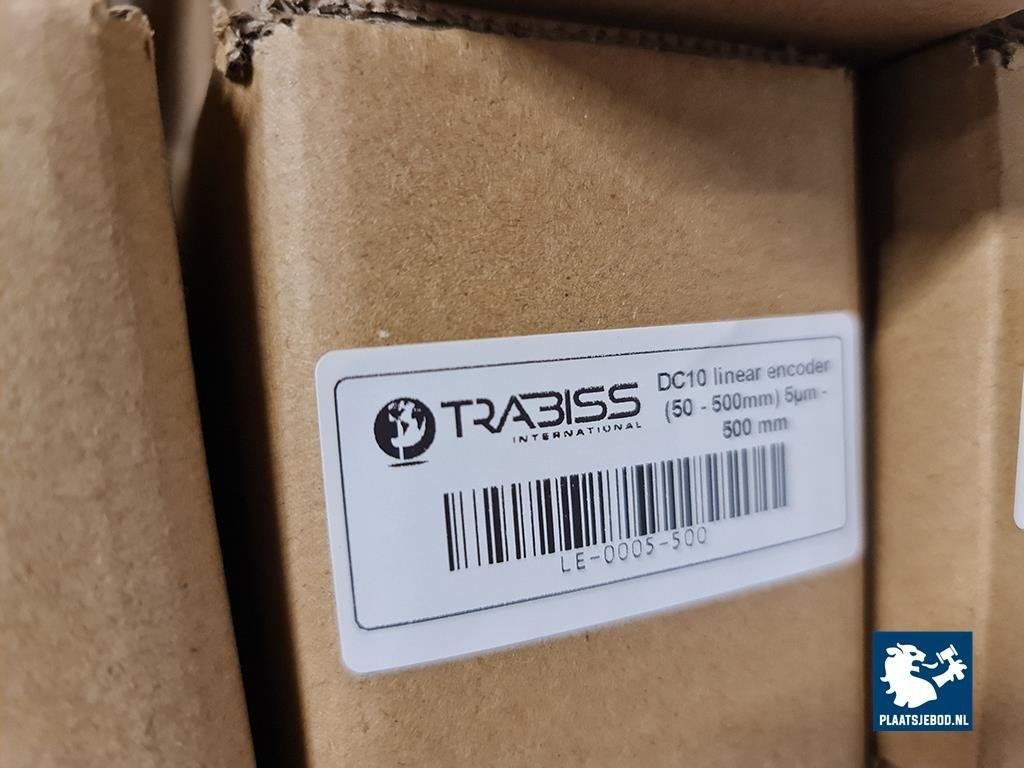 TRABISS
INTERNATIONAL
DC10 linear encoder
(50 - 500mm) 5µm -
500 mm
LE-0005-500
PLAATSJEBOD.NL